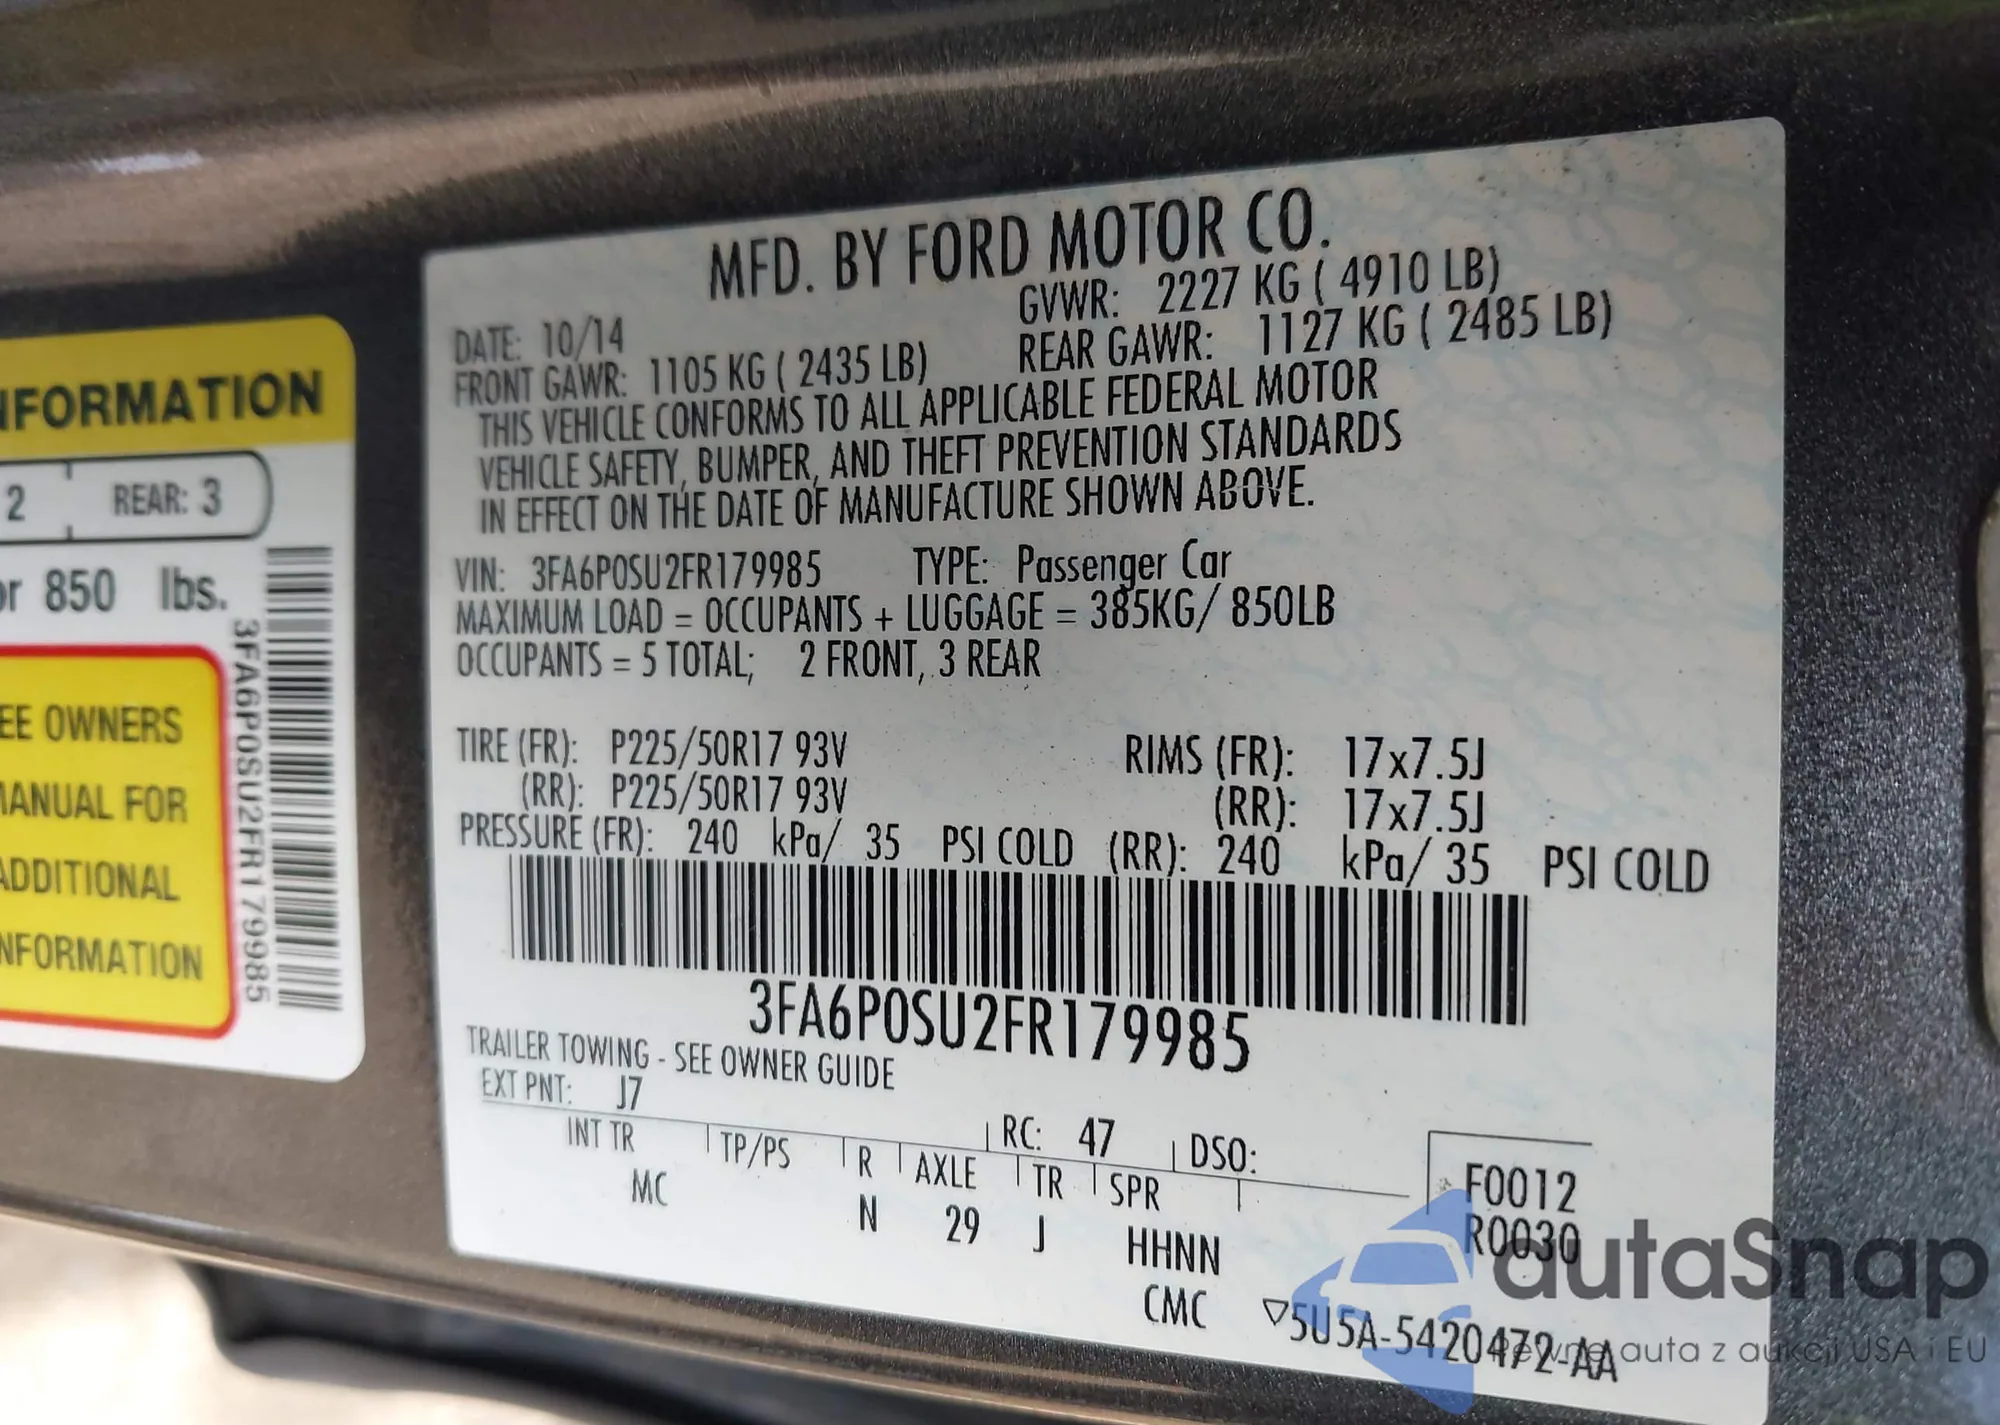 NFORMATION
2 REAR: 3
or 850 lbs.
EE OWNERS
MANUAL FOR
ADDITIONAL
NFORMATION
3FA6P0SU2FR179985
MFD. BY FORD MOTOR CO.
DATE: 10/14 GVWR: 2227 KG ( 4910 LB)
FRONT GAWR: 1105 KG ( 2435 LB) REAR GAWR: 1127 KG ( 2485 LB)
THIS VEHICLE CONFORMS TO ALL APPLICABLE FEDERAL MOTOR
VEHICLE SAFETY, BUMPER, AND THEFT PREVENTION STANDARDS
IN EFFECT ON THE DATE OF MANUFACTURE SHOWN ABOVE.
VIN: 3FA6P0SU2FR179985 TYPE: Passenger Car
MAXIMUM LOAD = OCCUPANTS + LUGGAGE = 385KG/ 850LB
OCCUPANTS = 5 TOTAL; 2 FRONT, 3 REAR
TIRE (FR): P225/50R17 93V RIMS (FR): 17x7.5J
(RR): P225/50R17 93V (RR): 17x7.5J
PRESSURE (FR): 240 kPa/ 35 PSI COLD (RR): 240 kPa/ 35 PSI COLD
3FA6P0SU2FR179985
TRAILER TOWING - SEE OWNER GUIDE
EXT PNT: J7 RC: 47 DSO:
INT TR TP/PS R AXLE TR SPR
MC N 29 J HHNN
CMC
F0012
R0030
▽5U5A-5420472-AA
autaSnap
Pewne auta z aukcji USA i EU